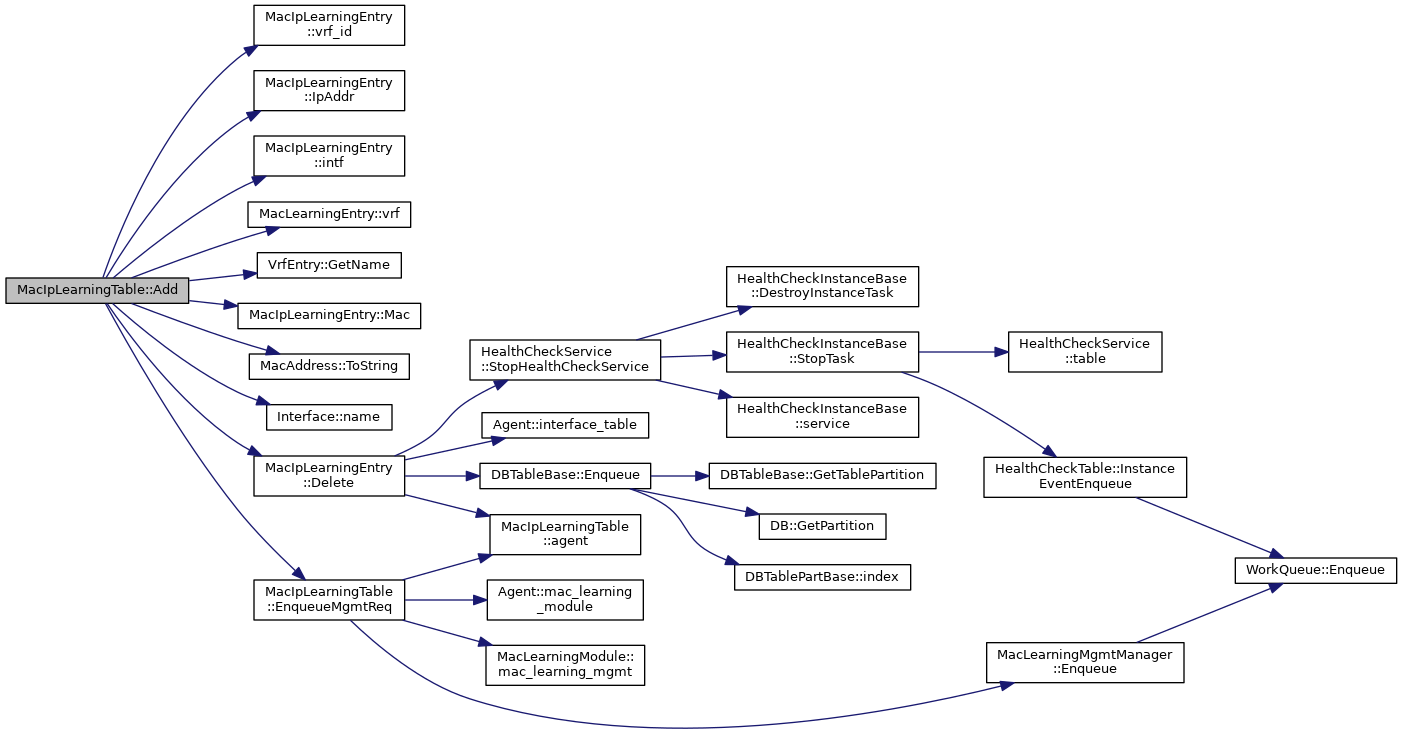 MacIpLearningEntry
::vrf_id
MacIpLearningEntry
::IpAddr
MacIpLearningEntry
::intf
MacLearningEntry::vrf
VrfEntry::GetName
MacIpLearningTable::Add
MacIpLearningEntry::Mac
MacAddress::ToString
Interface::name
MacIpLearningEntry
::Delete
MacIpLearningTable
::EnqueueMgmtReq
HealthCheckService
::StopHealthCheckService
Agent::interface_table
DBTableBase::Enqueue
MacIpLearningTable
::agent
Agent::mac_learning
_module
MacLearningModule::
mac_learning_mgmt
HealthCheckInstanceBase
::DestroyInstanceTask
HealthCheckInstanceBase
::StopTask
HealthCheckInstanceBase
::service
DBTableBase::GetTablePartition
DB::GetPartition
DBTablePartBase::index
HealthCheckService
::table
HealthCheckTable::Instance
EventEnqueue
MacLearningMgmtManager
::Enqueue
WorkQueue::Enqueue